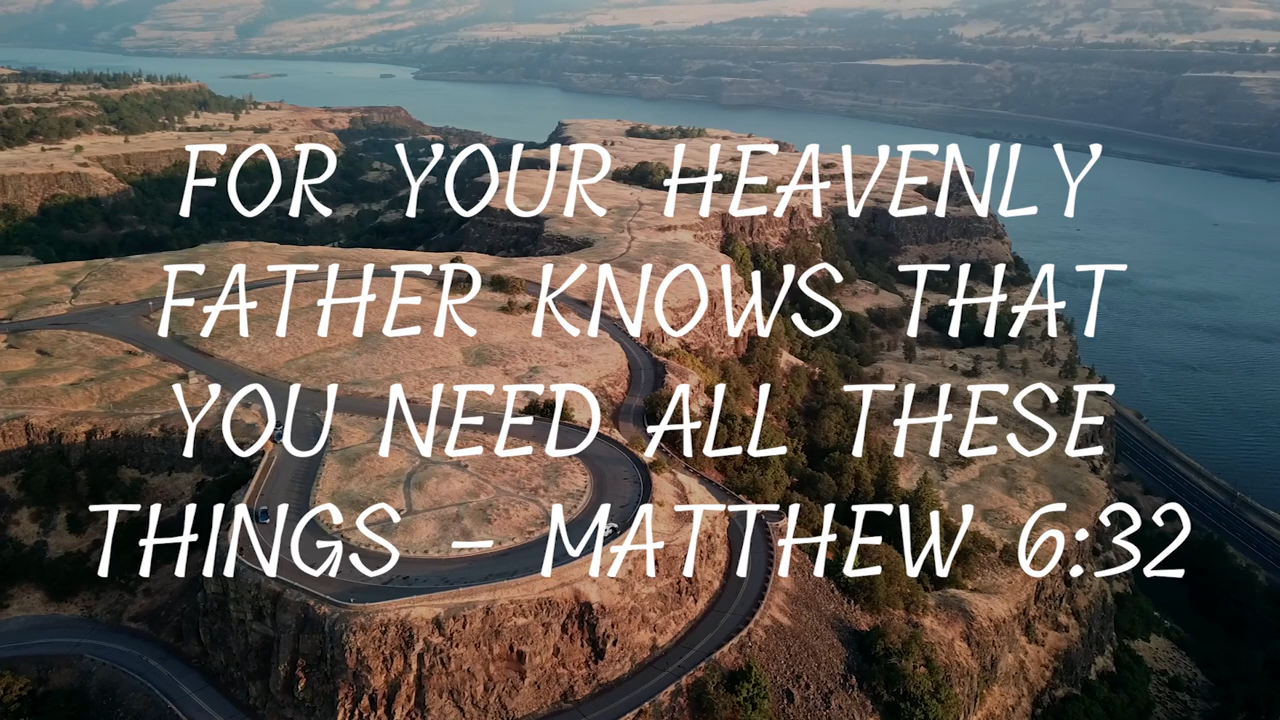 FOR YOUR HEAVENLY
FATHER KNOWS THAT
YOU NEED ALL THESE
THINGS - MATTHEW 6:32